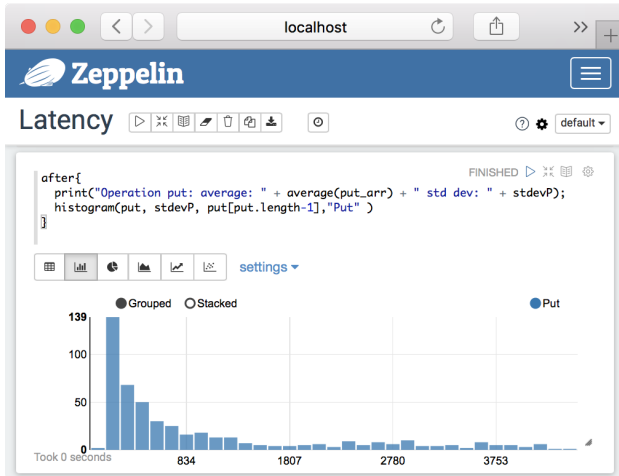 localhost
Zeppelin
Latency
default
FINISHED
after{
print("Operation put: average: " + average(put_arr) + " std dev: " + stdevP);
histogram(put, stdevP, put[put.length-1],"Put" )
}
settings
Grouped Stacked Put
139
100
50
0
Took 0 seconds
834 1807 2780 3753